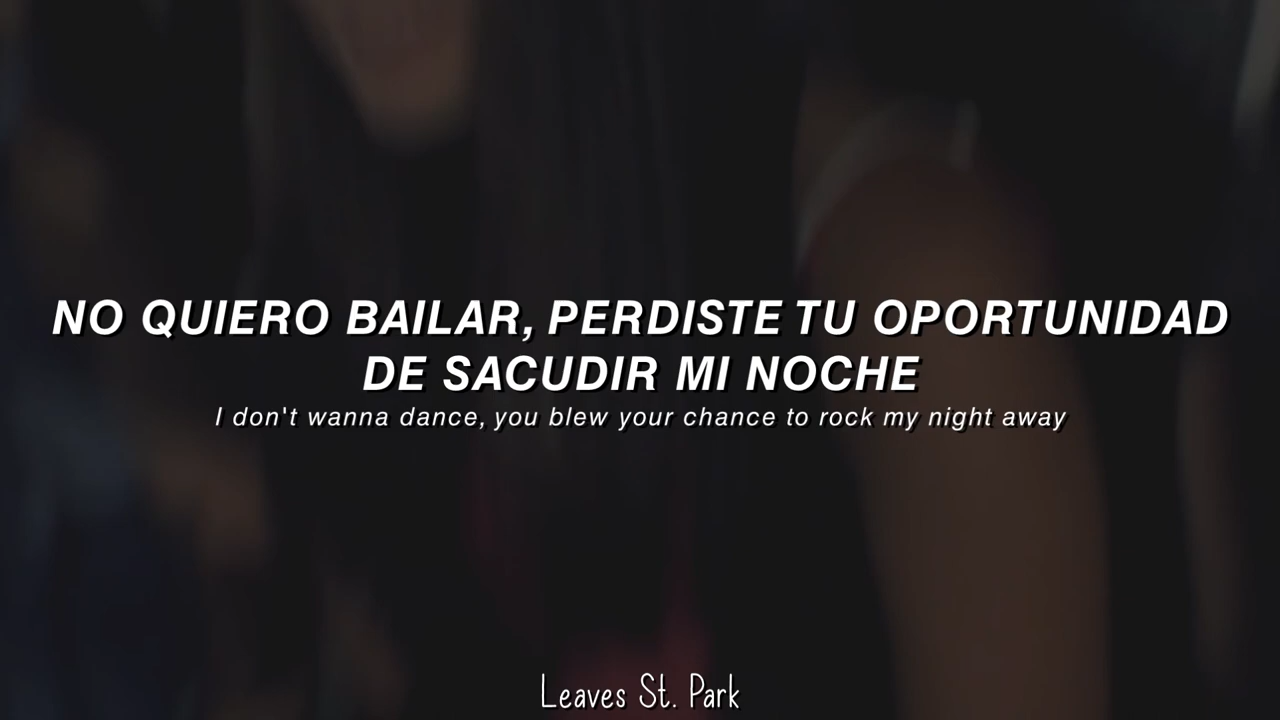 NO QUIERO BAILAR, PERDISTE TU OPORTUNIDAD
DE SACUDIR MI NOCHE
I don't wanna dance, you blew your chance to rock my night away
Leaves St. Park